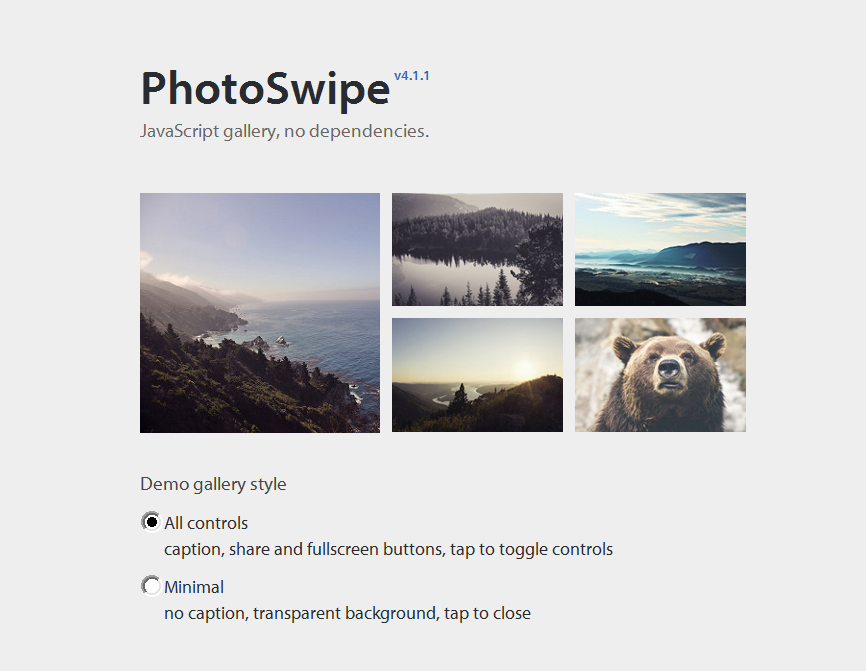 PhotoSwipe v4.1.1
JavaScript gallery, no dependencies.
Demo gallery style
All controls
caption, share and fullscreen buttons, tap to toggle controls
Minimal
no caption, transparent background, tap to close